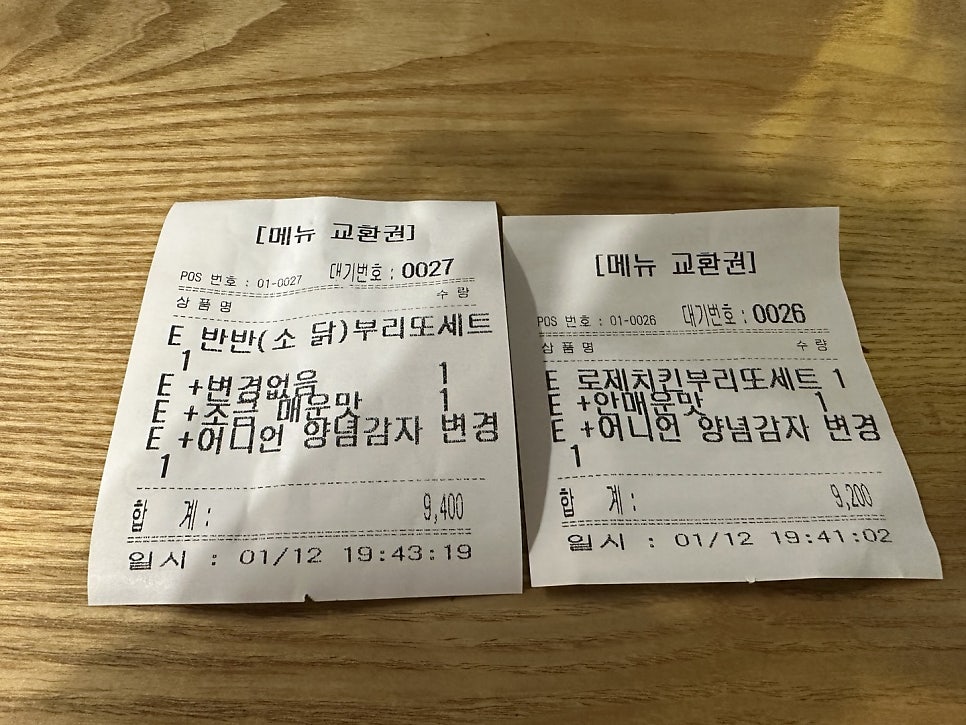 [메뉴 교환권]
POS 번호 : 01-0027 대기번호 : 0027
상 품 명 수 량
E 반반(소 닭)부리또세트
1
E +변경없음 1
E +조금 매운맛 1
E +어니언 양념감자 변경
1
합 계 : 9,400
일시 : 01/12 19:43:19
[메뉴 교환권]
POS 번호 : 01-0026 대기번호 : 0026
상 품 명 수 량
E 로제치킨부리또세트 1
E +안매운맛 1
E +어니언 양념감자 변경
1
합 계 : 9,200
일시 : 01/12 19:41:02